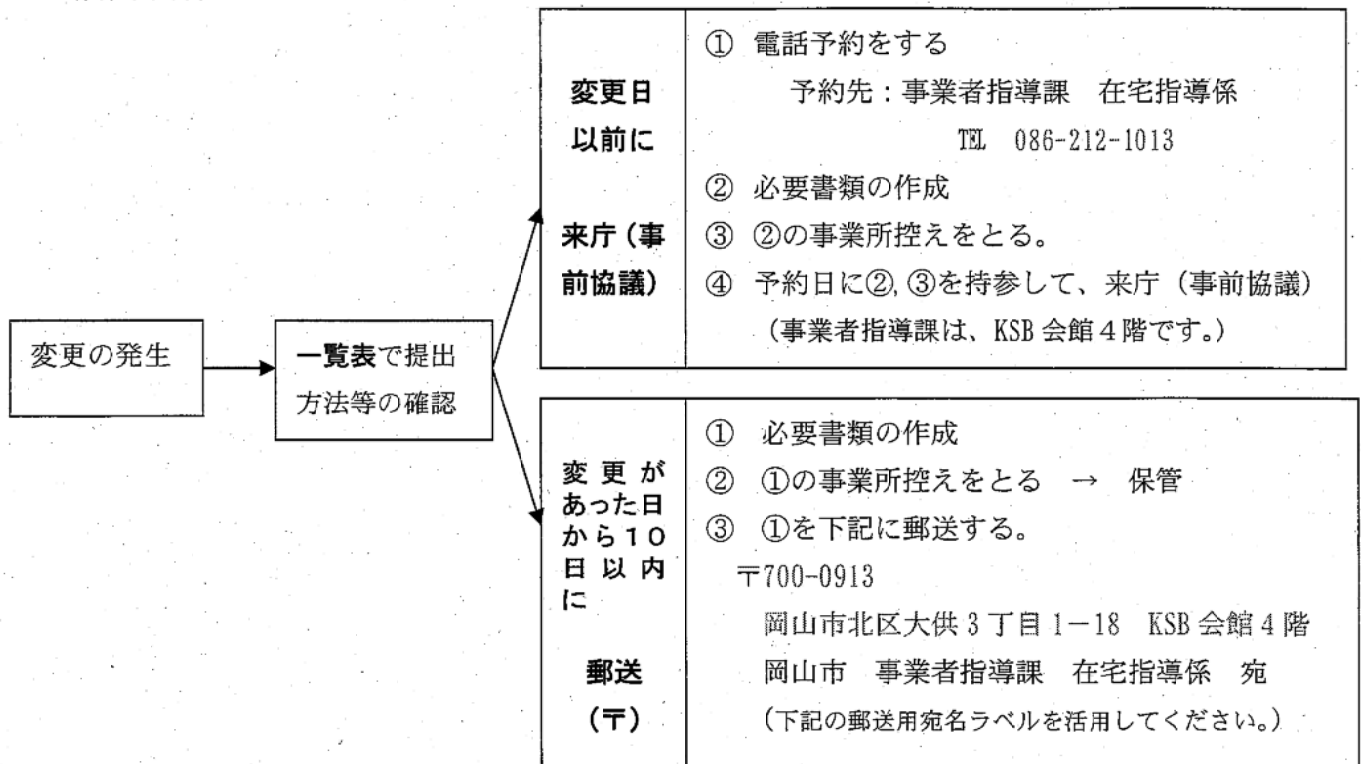 変更の発生
一覧表で提出
方法等の確認
変更日
以前に
来庁（事
前協議）
① 電話予約をする
予約先：事業者指導課 在宅指導係
℡ 086-212-1013
② 必要書類の作成
③ ②の事業所控えをとる。
④ 予約日に②,③を持参して、来庁（事前協議）
（事業者指導課は、KSB会館４階です。）
変更が
あった日
から１０
日以内
に
郵送
（〒）
① 必要書類の作成
② ①の事業所控えをとる → 保管
③ ①を下記に郵送する。
〒700-0913
岡山市北区大供３丁目１－18 KSB会館４階
岡山市 事業者指導課 在宅指導係 宛
（下記の郵送用宛名ラベルを活用してください。）